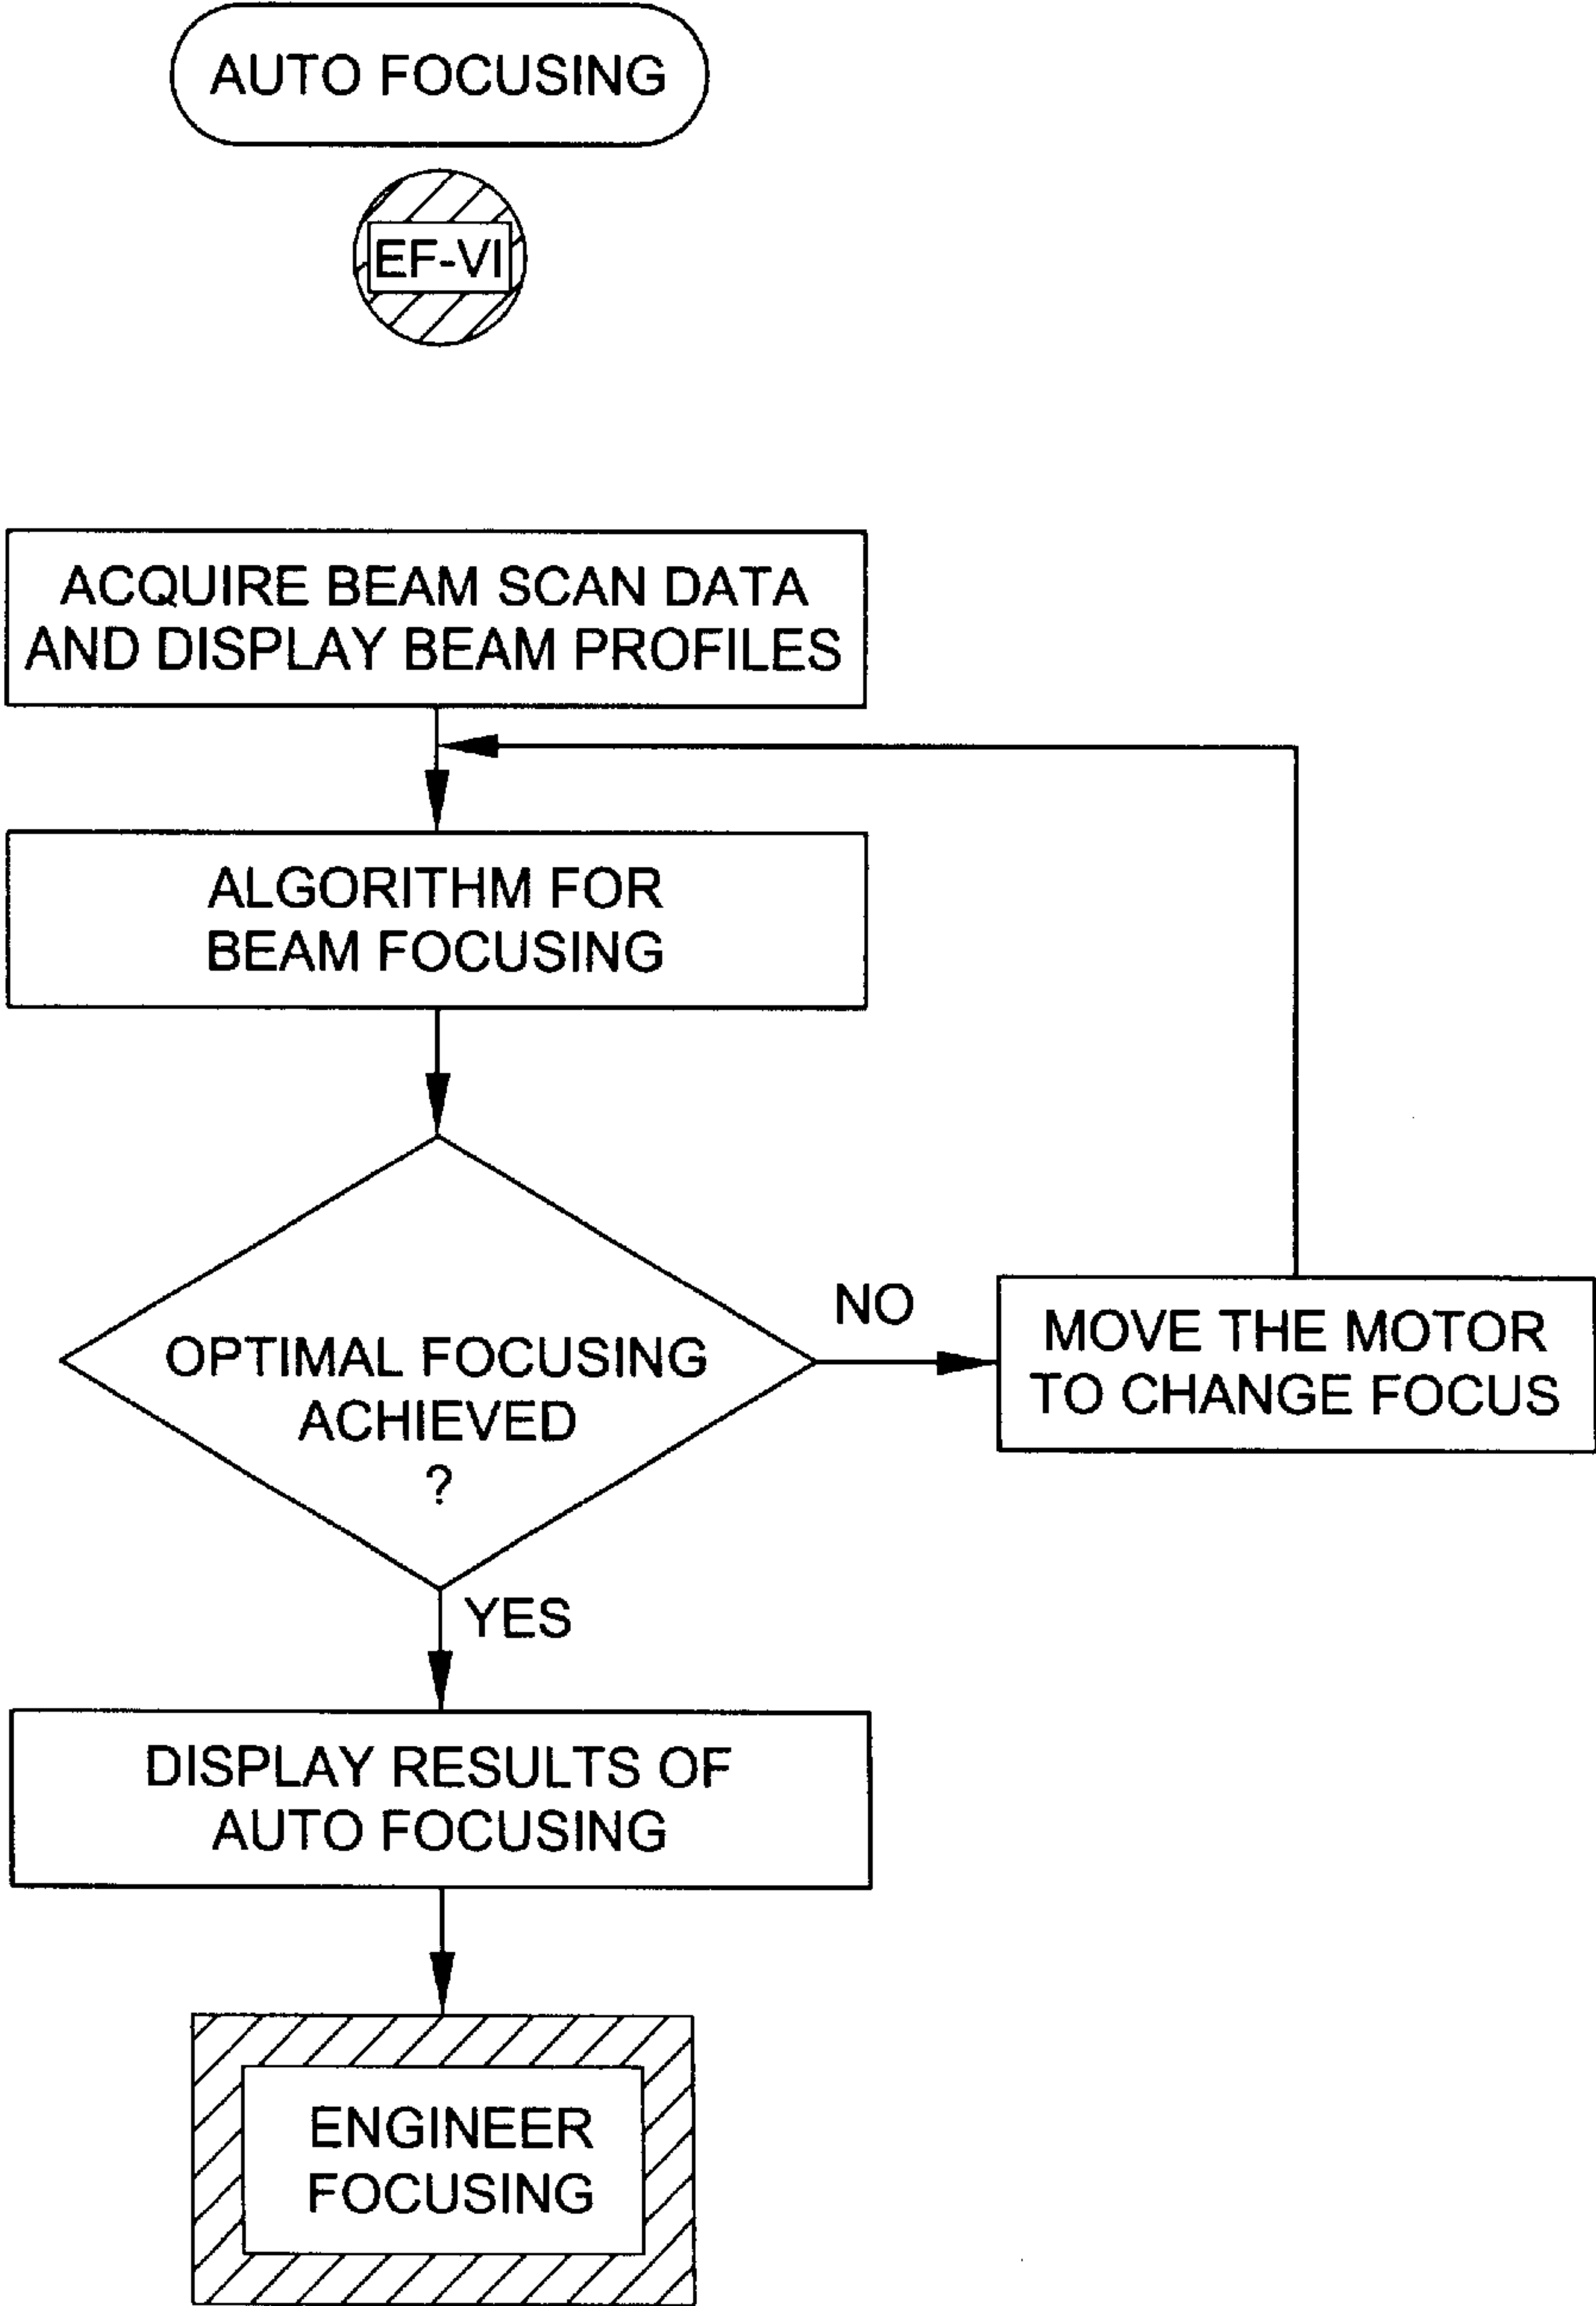 AUTO FOCUSING
EF-VI
ACQUIRE BEAM SCAN DATA
AND DISPLAY BEAM PROFILES
ALGORITHM FOR
BEAM FOCUSING
OPTIMAL FOCUSING
ACHIEVED
?
NO
MOVE THE MOTOR
TO CHANGE FOCUS
YES
DISPLAY RESULTS OF
AUTO FOCUSING
ENGINEER
FOCUSING